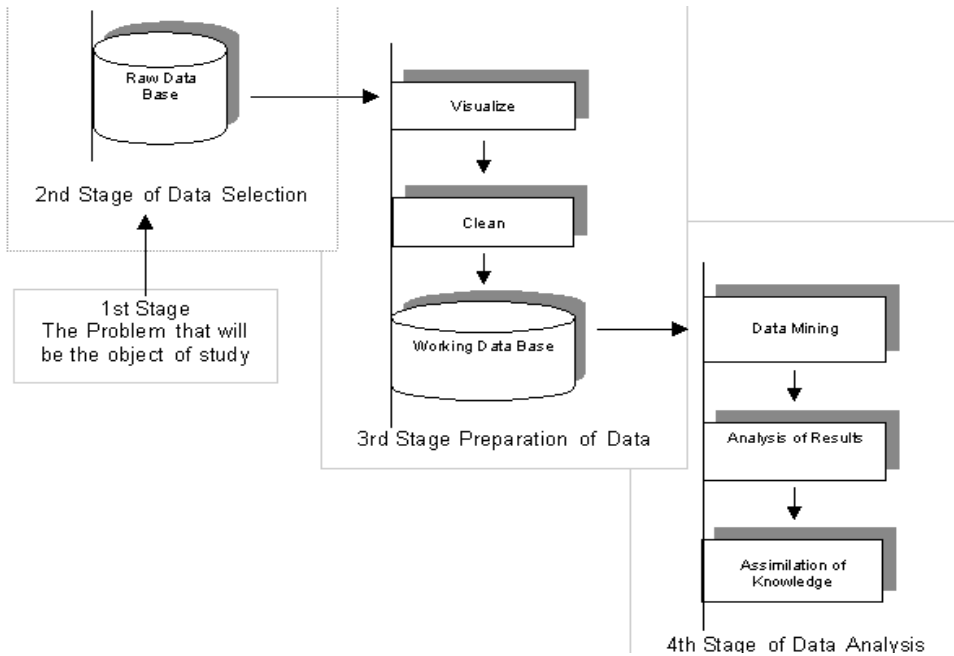 Raw Data
Base
2nd Stage of Data Selection
1st Stage
The Problem that will
be the object of study
Visualize
Clean
Working Data Base
3rd Stage Preparation of Data
Data Mining
Analysis of Results
Assimilation of
Knowledge
4th Stage of Data Analysis